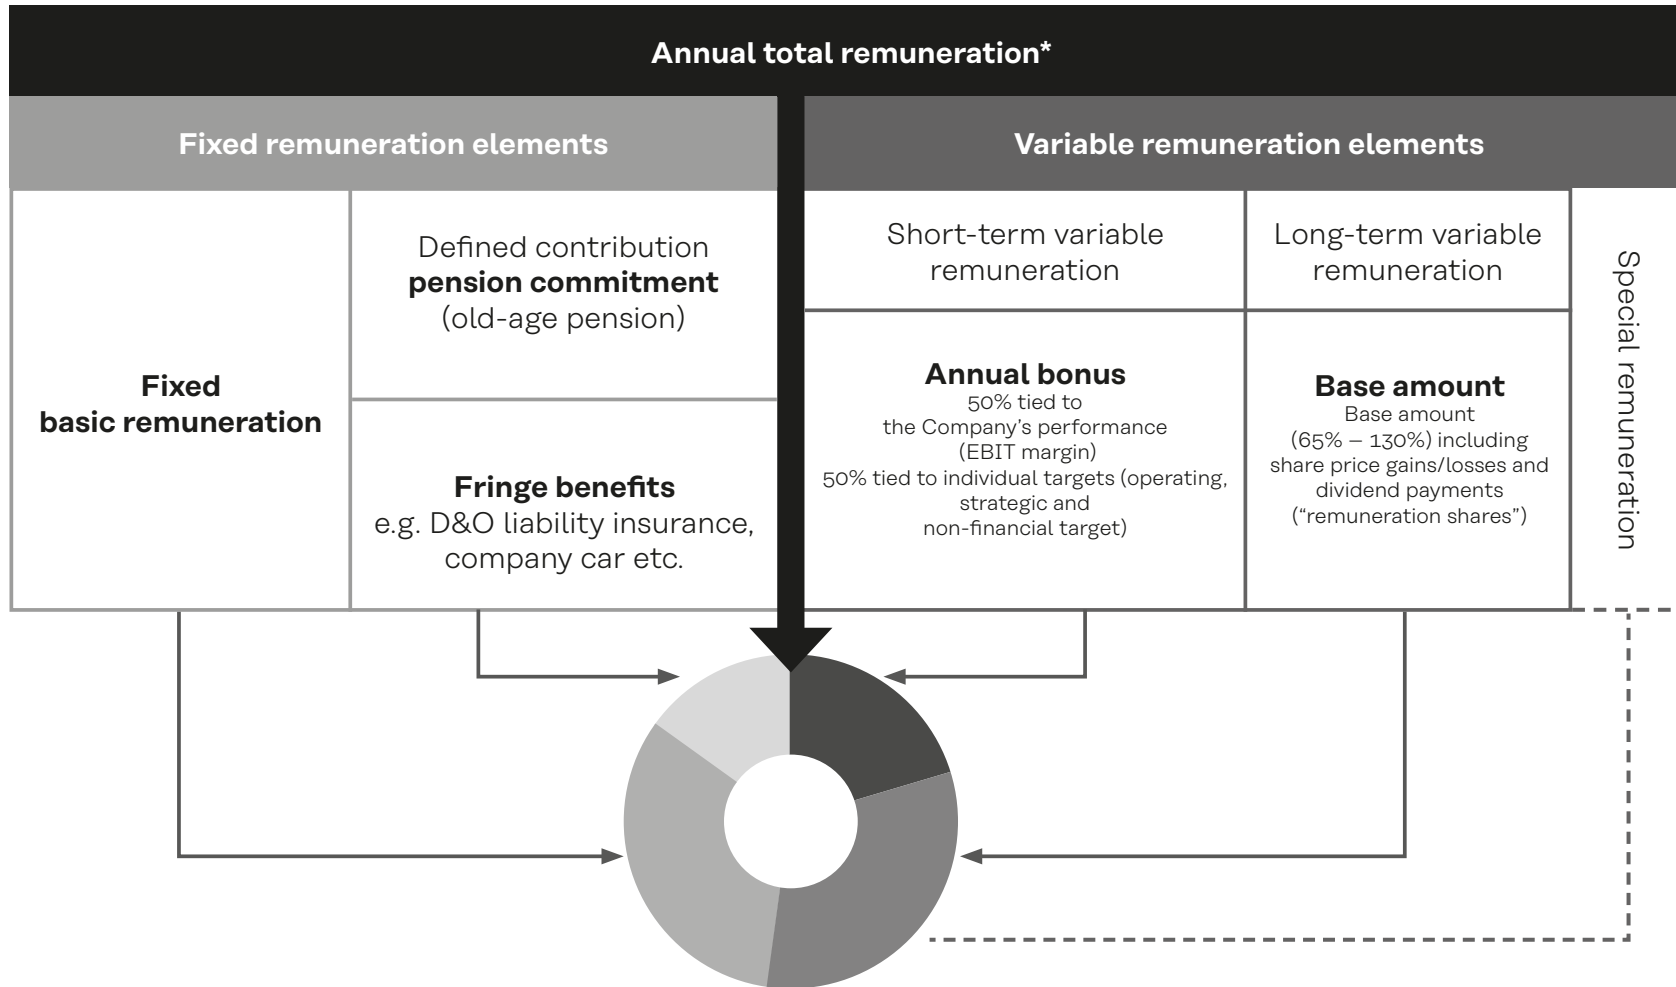 Annual total remuneration*
Fixed remuneration elements
Variable remuneration elements
Fixed
basic remuneration
Defined contribution
pension commitment
(old-age pension)
Fringe benefits
e.g. D&O liability insurance,
company car etc.
Short-term variable
remuneration
Annual bonus
50% tied to
the Company’s performance
(EBIT margin)
50% tied to individual targets (operating,
strategic and
non-financial target)
Long-term variable
remuneration
Base amount
Base amount
(65% – 130%) including
share price gains/losses and
dividend payments
(“remuneration shares”)
Special remuneration